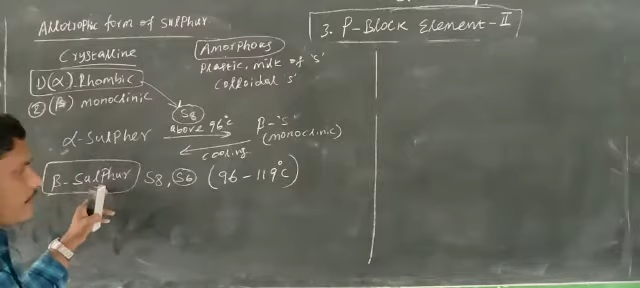 Allotropic form of Sulphur
Crystalline
1) (α). Rhombic
② (β) monoclinic
Amorphous
Plastic, milk of 's'
colloidal s'
S8
α-Sulpher above 96°c β-'s'
cooling (monoclinic)
β-Sulphur S8, S6 (96-119°c)
3. P-Block Element-II